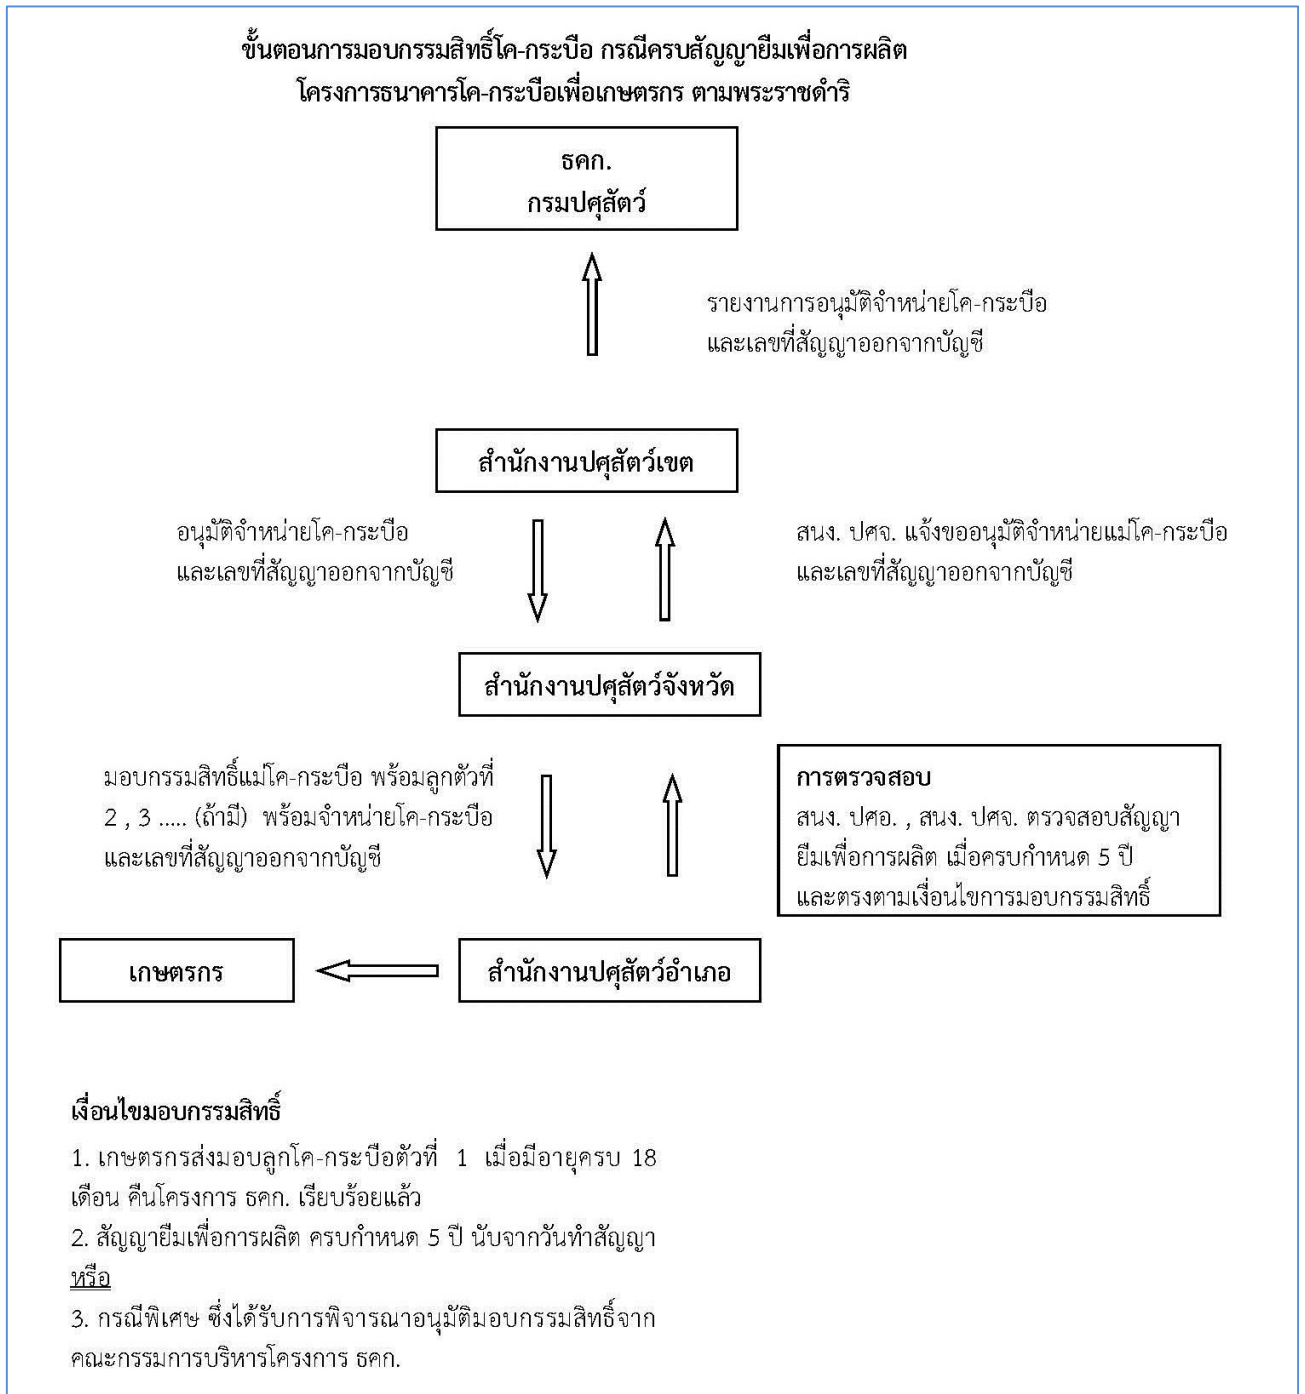 ขั้นตอนการมอบกรรมสิทธิ์โค-กระบือ กรณีครบสัญญายืมเพื่อการผลิต
โครงการธนาคารโค-กระบือเพื่อเกษตรกร ตามพระราชดำริ
ธคก.
กรมปศุสัตว์
รายงานการอนุมัติจำหน่ายโค-กระบือ
และเลขที่สัญญาออกจากบัญชี
สำนักงานปศุสัตว์เขต
อนุมัติจำหน่ายโค-กระบือ
และเลขที่สัญญาออกจากบัญชี
สนง. ปศจ. แจ้งขออนุมัติจำหน่ายแม่โค-กระบือ
และเลขที่สัญญาออกจากบัญชี
สำนักงานปศุสัตว์จังหวัด
มอบกรรมสิทธิ์แม่โค-กระบือ พร้อมลูกตัวที่
2 , 3 ..... (ถ้ามี) พร้อมจำหน่ายโค-กระบือ
และเลขที่สัญญาออกจากบัญชี
การตรวจสอบ
สนง. ปศอ. , สนง. ปศจ. ตรวจสอบสัญญา
ยืมเพื่อการผลิต เมื่อครบกำหนด 5 ปี
และตรงตามเงื่อนไขการมอบกรรมสิทธิ์
เกษตรกร
สำนักงานปศุสัตว์อำเภอ
เงื่อนไขมอบกรรมสิทธิ์
1. เกษตรกรส่งมอบลูกโค-กระบือตัวที่ 1 เมื่อมีอายุครบ 18
เดือน คืนโครงการ ธคก. เรียบร้อยแล้ว
2. สัญญายืมเพื่อการผลิต ครบกำหนด 5 ปี นับจากวันทำสัญญา
หรือ
3. กรณีพิเศษ ซึ่งได้รับการพิจารณาอนุมัติมอบกรรมสิทธิ์จาก
คณะกรรมการบริหารโครงการ ธคก.